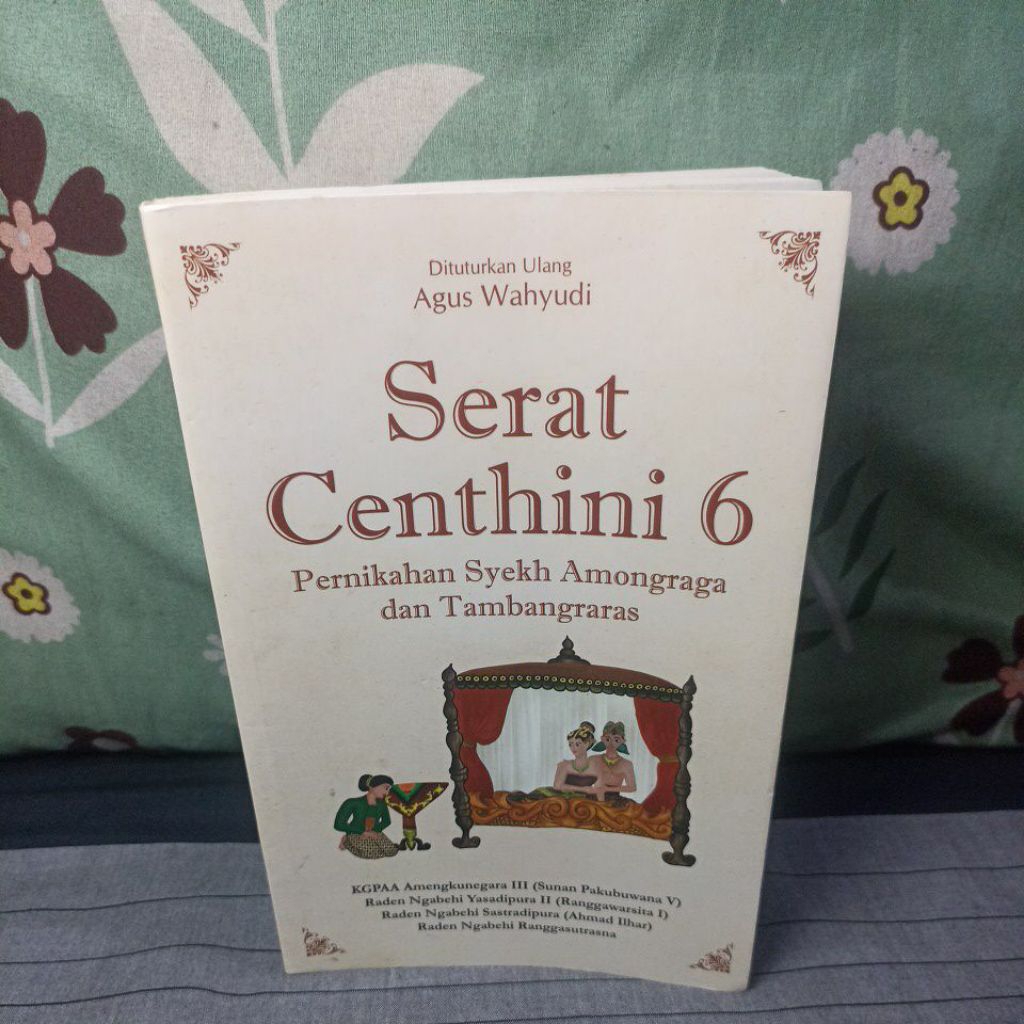 Dituturkan Ulang
Agus Wahyudi
Serat
Centhini 6
Pernikahan Syekh Amongraga
dan Tambangraras
KGPAA Amengkunegara III (Sunan Pakubuwana V)
Raden Ngabehi Yasadipura II (Ranggawarsita I)
Raden Ngabehi Sastradipura (Ahmad Ilhar)
Raden Ngabehi Ranggasutrasna